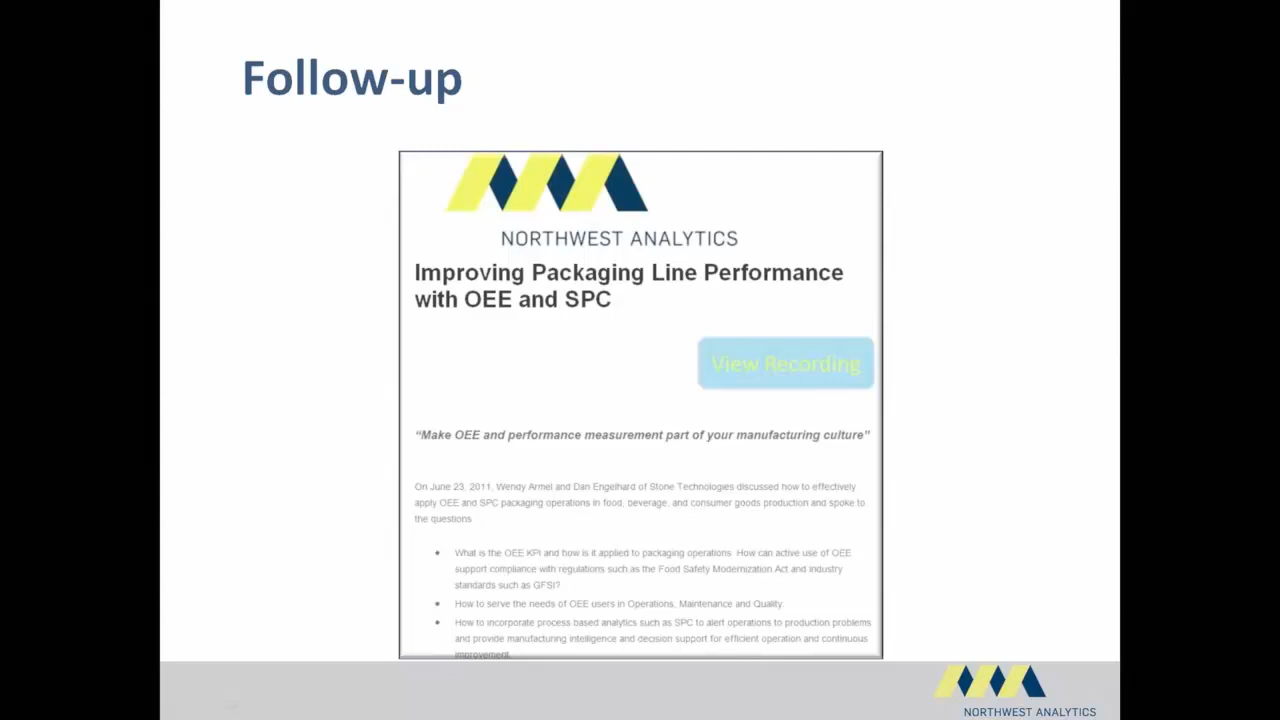 Follow-up
NORTHWEST ANALYTICS
Improving Packaging Line Performance
with OEE and SPC
View Recording
“Make OEE and performance measurement part of your manufacturing culture”
On June 23, 2011, Wendy Armel and Dan Engelhard of Stone Technologies discussed how to effectively
apply OEE and SPC packaging operations in food, beverage, and consumer goods production and spoke to
the questions
• What is the OEE KPI and how is it applied to packaging operations. How can active use of OEE
support compliance with regulations such as the Food Safety Modernization Act and industry
standards such as GFSI?
• How to serve the needs of OEE users in Operations, Maintenance and Quality.
• How to incorporate process based analytics such as SPC to alert operations to production problems
and provide manufacturing intelligence and decision support for efficient operation and continuous
improvement.
NORTHWEST ANALYTICS